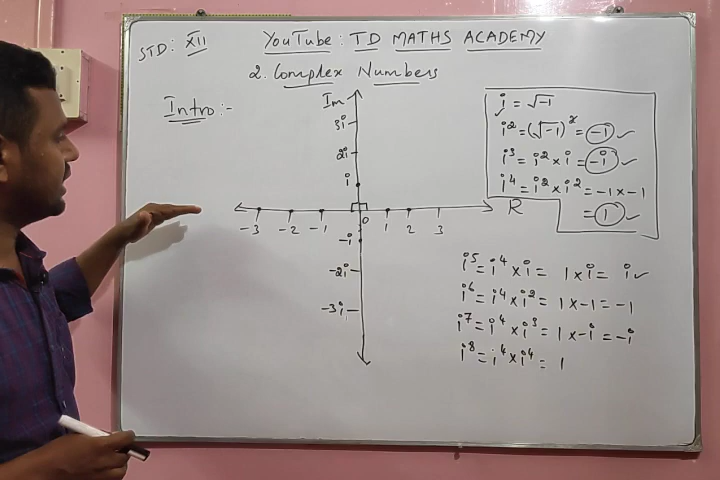 STD: XII
YouTube: TD MATHS ACADEMY
2. Complex Numbers
Intro:-
Im
3i
2i
i
-3 -2 -1 0 1 2 3
R
-i
-2i
-3i
i = √-1
i² = (√-1)² = -1 ✓
i³ = i² × i = -i ✓
i⁴ = i² × i² = -1 × -1
= 1 ✓
i⁵ = i⁴ × i = 1 × i = i ✓
i⁶ = i⁴ × i² = 1 × -1 = -1
i⁷ = i⁴ × i³ = 1 × -i = -i
i⁸ = i⁴ × i⁴ = 1